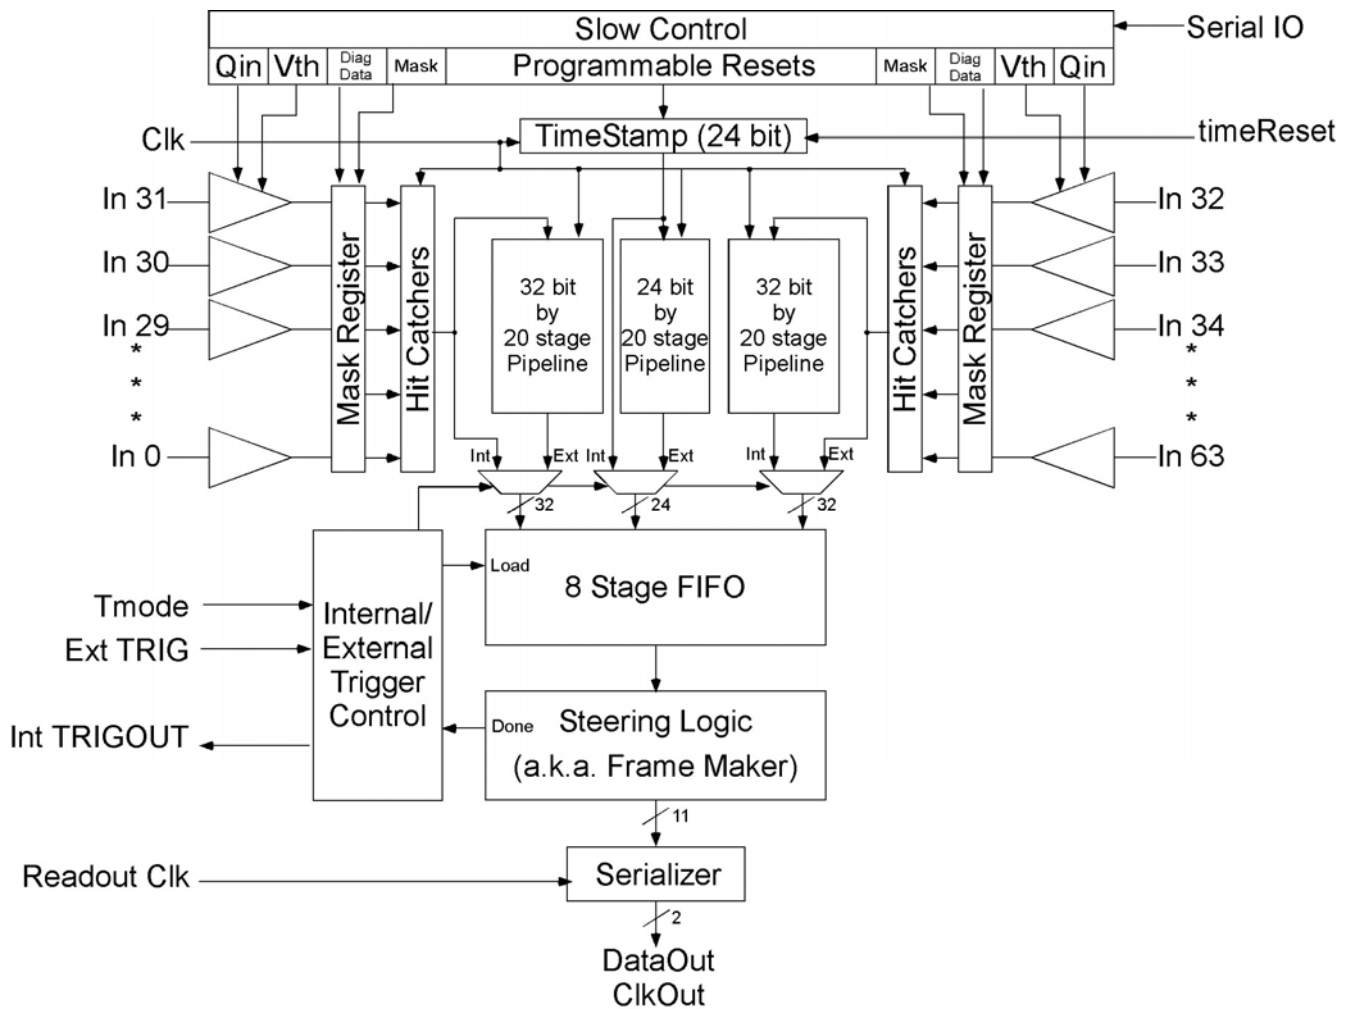 Slow Control
Serial IO
Qin
Vth
Diag
Data
Mask
Programmable Resets
Mask
Diag
Data
Vth
Qin
Clk
TimeStamp (24 bit)
timeReset
In 31
In 30
In 29
*
*
*
In 0
Mask Register
Hit Catchers
32 bit
by
20 stage
Pipeline
24 bit
by
20 stage
Pipeline
32 bit
by
20 stage
Pipeline
Hit Catchers
Mask Register
In 32
In 33
In 34
*
*
*
In 63
Int
Ext
Int
Ext
Int
Ext
32
24
32
Load
8 Stage FIFO
Tmode
Ext TRIG
Int TRIGOUT
Internal/
External
Trigger
Control
Done
Steering Logic
(a.k.a. Frame Maker)
11
Readout Clk
Serializer
2
DataOut
ClkOut